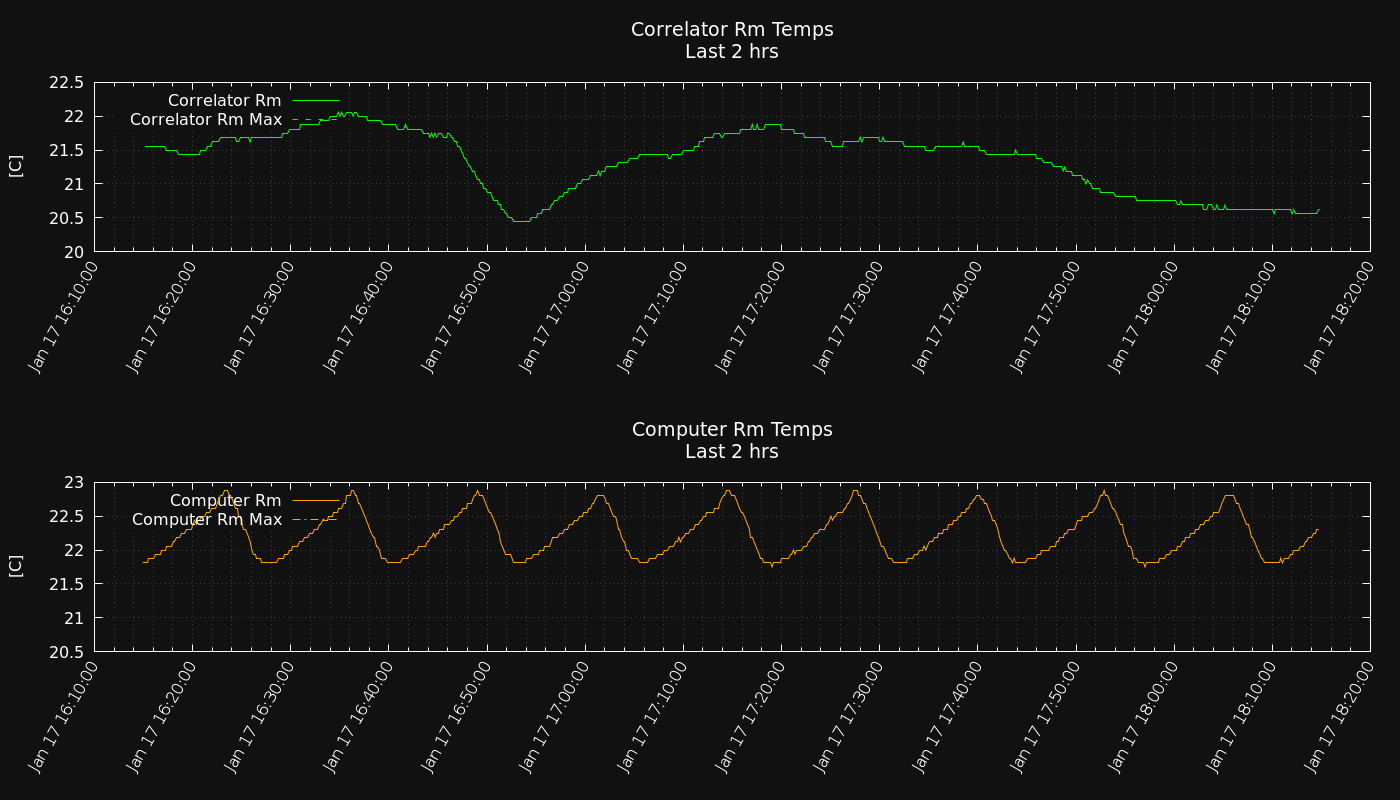 Correlator Rm Temps
Last 2 hrs
22.5
22
21.5
21
20.5
20
[C]
Correlator Rm
Correlator Rm Max
Jan 17 16:10:00
Jan 17 16:20:00
Jan 17 16:30:00
Jan 17 16:40:00
Jan 17 16:50:00
Jan 17 17:00:00
Jan 17 17:10:00
Jan 17 17:20:00
Jan 17 17:30:00
Jan 17 17:40:00
Jan 17 17:50:00
Jan 17 18:00:00
Jan 17 18:10:00
Jan 17 18:20:00
Computer Rm Temps
Last 2 hrs
23
22.5
22
21.5
21
20.5
[C]
Computer Rm
Computer Rm Max
Jan 17 16:10:00
Jan 17 16:20:00
Jan 17 16:30:00
Jan 17 16:40:00
Jan 17 16:50:00
Jan 17 17:00:00
Jan 17 17:10:00
Jan 17 17:20:00
Jan 17 17:30:00
Jan 17 17:40:00
Jan 17 17:50:00
Jan 17 18:00:00
Jan 17 18:10:00
Jan 17 18:20:00